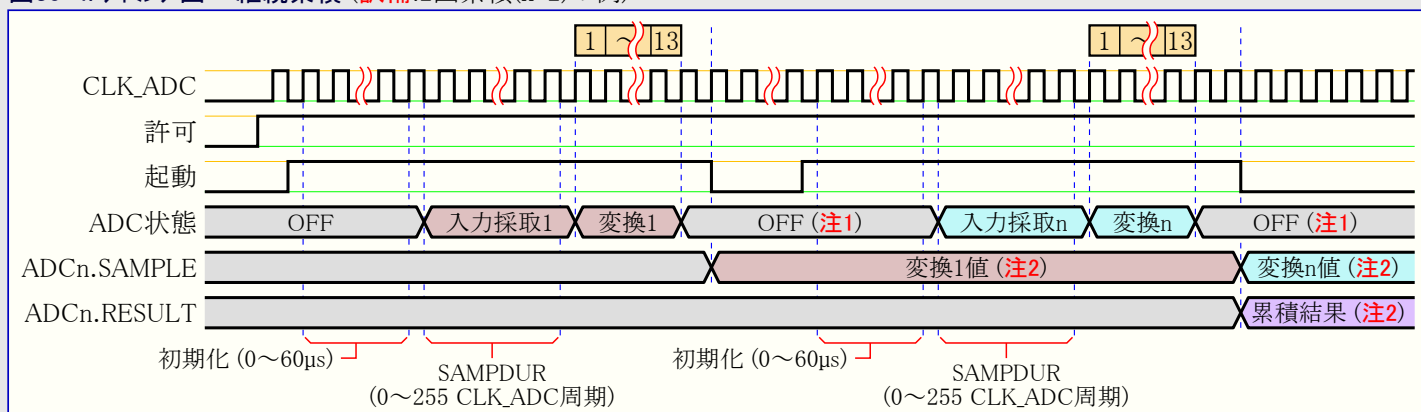 1 ～ 13 1 ～ 13
CLK_ADC
許可
起動
ADC状態 OFF 入力採取1 変換1 OFF (注1) 入力採取n 変換n OFF (注1)
ADCn.SAMPLE 変換1値 (注2) 変換n値 (注2)
ADCn.RESULT 累積結果 (注2)
初期化 (0～60μs) 初期化 (0～60μs)
SAMPDUR SAMPDUR
(0～255 CLK_ADC周期) (0～255 CLK_ADC周期)